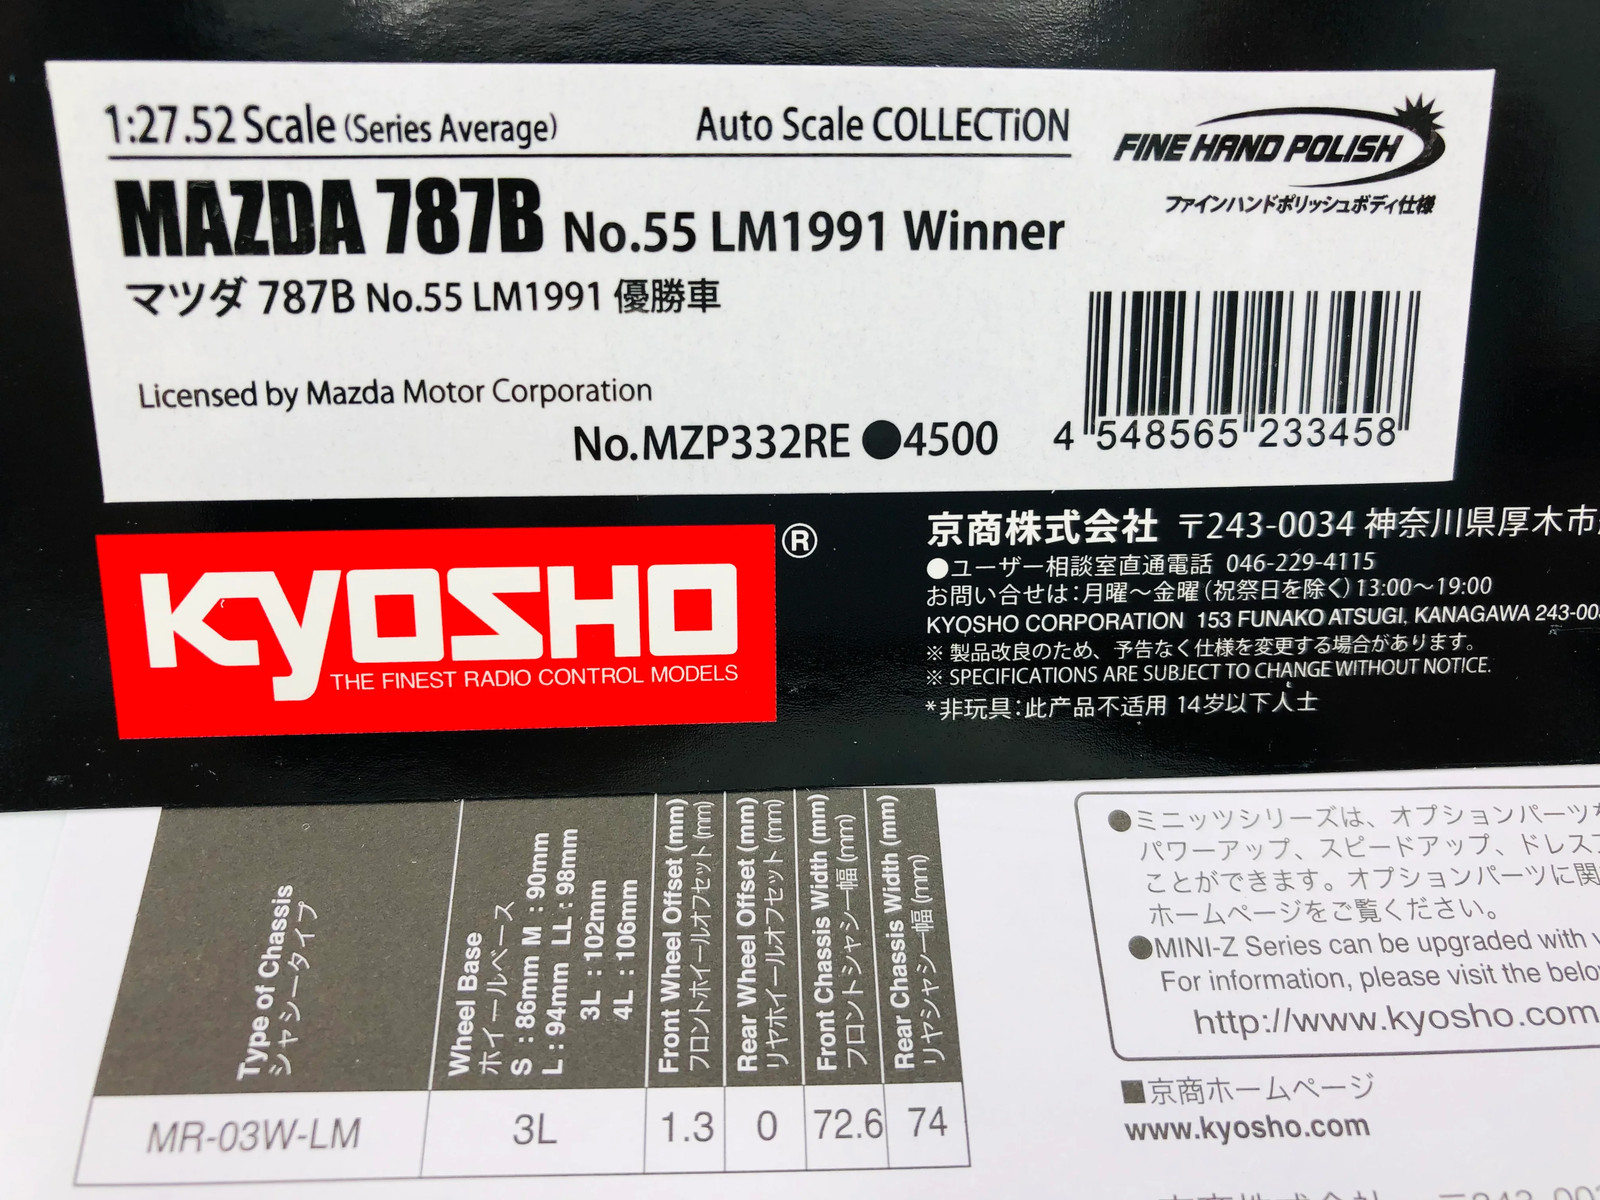 1:27.52 Scale (Series Average)
Auto Scale COLLECTiON
FINE HAND POLISH
ファインハンドポリッシュボディ仕様
MAZDA 787B No.55 LM1991 Winner
マツダ 787B No.55 LM1991 優勝車
Licensed by Mazda Motor Corporation
No.MZP332RE ●4500
4 548565 233458
KYOSHO ®
THE FINEST RADIO CONTROL MODELS
京商株式会社 〒243-0034 神奈川県厚木市
●ユーザー相談室直通電話 046-229-4115
お問い合せは：月曜～金曜（祝祭日を除く）13:00～19:00
KYOSHO CORPORATION 153 FUNAKO ATSUGI, KANAGAWA 243-003
※ 製品改良のため、予告なく仕様を変更する場合があります。
※ SPECIFICATIONS ARE SUBJECT TO CHANGE WITHOUT NOTICE.
*非玩具：此产品不适用 14岁以下人士
Type of Chassis
シャシータイプ
Wheel Base
ホイールベース
S : 86mm M : 90mm
L : 94mm LL : 98mm
3L : 102mm
4L : 106mm
Front Wheel Offset (mm)
フロントホイールオフセット (mm)
Rear Wheel Offset (mm)
リヤホイールオフセット (mm)
Front Chassis Width (mm)
フロントシャシー幅 (mm)
Rear Chassis Width (mm)
リヤシャシー幅 (mm)
MR-03W-LM 3L 1.3 0 72.6 74
●ミニッツシリーズは、オプションパーツ
パワーアップ、スピードアップ、ドレス
ことができます。オプションパーツに関
ホームページをご覧ください。
●MINI-Z Series can be upgraded with
For information, please visit the belo
http://www.kyosho.com
■京商ホームページ
www.kyosho.com